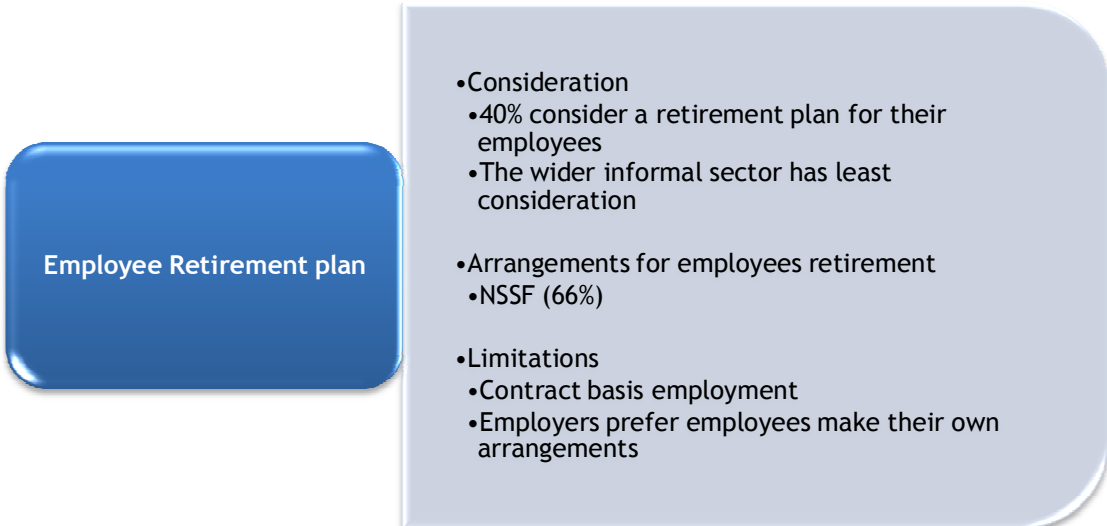 Employee Retirement plan
•Consideration
•40% consider a retirement plan for their
employees
•The wider informal sector has least
consideration
•Arrangements for employees retirement
•NSSF (66%)
•Limitations
•Contract basis employment
•Employers prefer employees make their own
arrangements